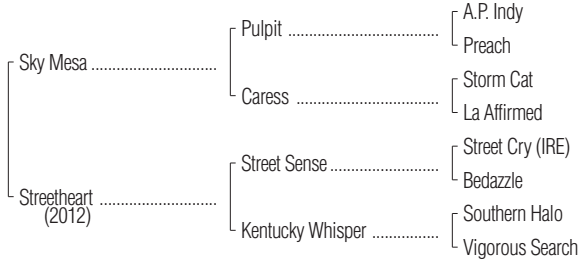 A.P. Indy
Pulpit ..............................
Preach
Sky Mesa .........................
Storm Cat
Caress ............................
La Affirmed
Street Cry (IRE)
Street Sense ......................
Bedazzle
Streetheart ..................
(2012)
Southern Halo
Kentucky Whisper .................
Vigorous Search